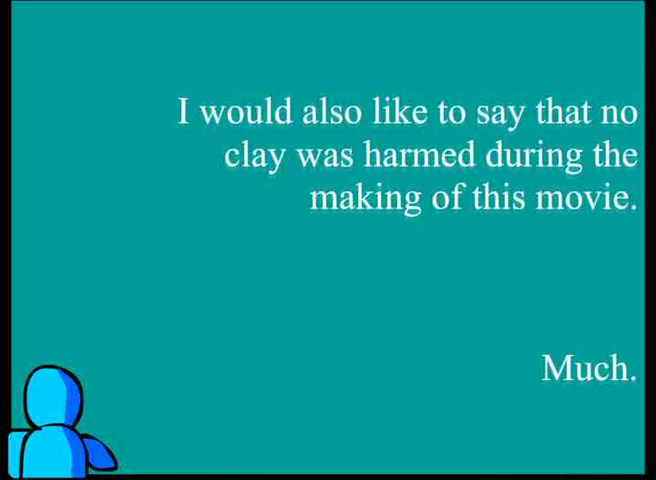 I would also like to say that no
clay was harmed during the
making of this movie.
Much.